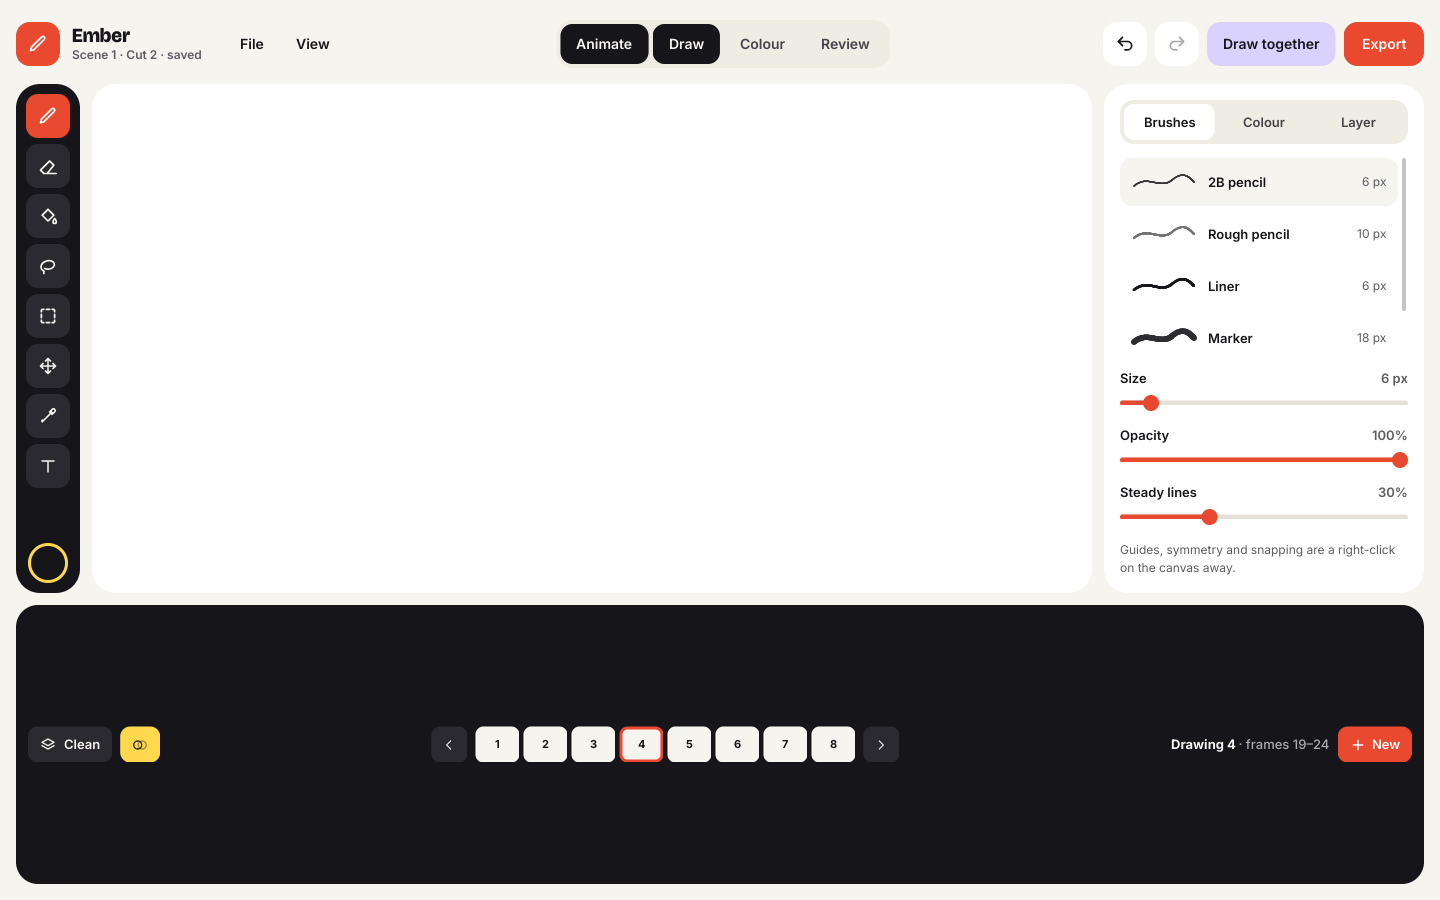 Ember
Scene 1 · Cut 2 · saved
File
View
Animate
Draw
Colour
Review
Draw together
Export
Brushes
Colour
Layer
2B pencil
6 px
Rough pencil
10 px
Liner
6 px
Marker
18 px
Size
6 px
Opacity
100%
Steady lines
30%
Guides, symmetry and snapping are a right-click
on the canvas away.
Clean
1
2
3
4
5
6
7
8
Drawing 4 · frames 19–24
New